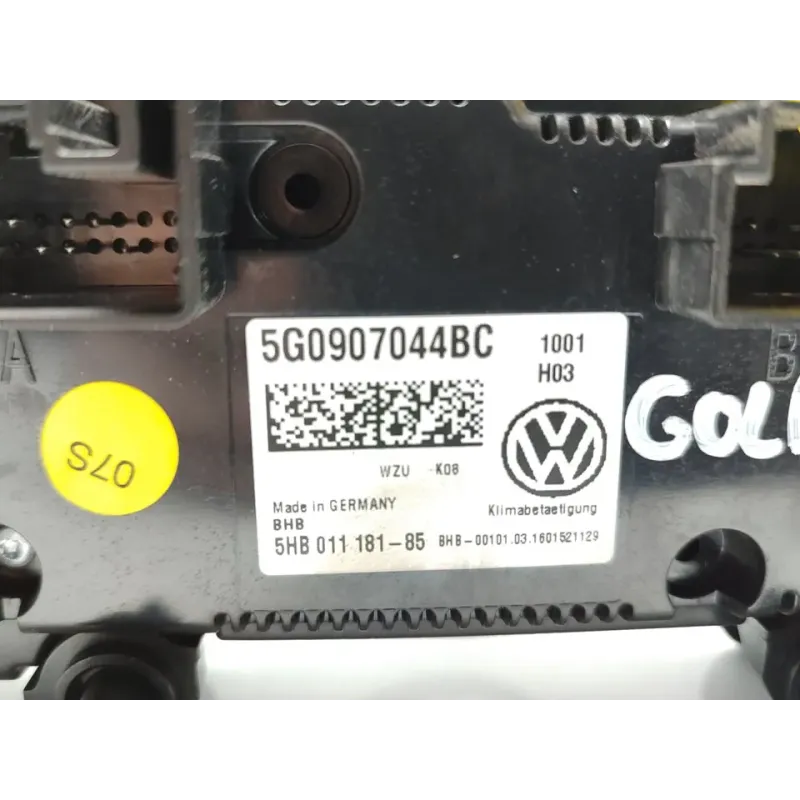 A
B
5G0907044BC
1001
H03
GOL
07S
WZU -K08
Made in GERMANY
Klimabetaetigung
BHB
5HB 011 181-85
BHB-00101.03.1601521129